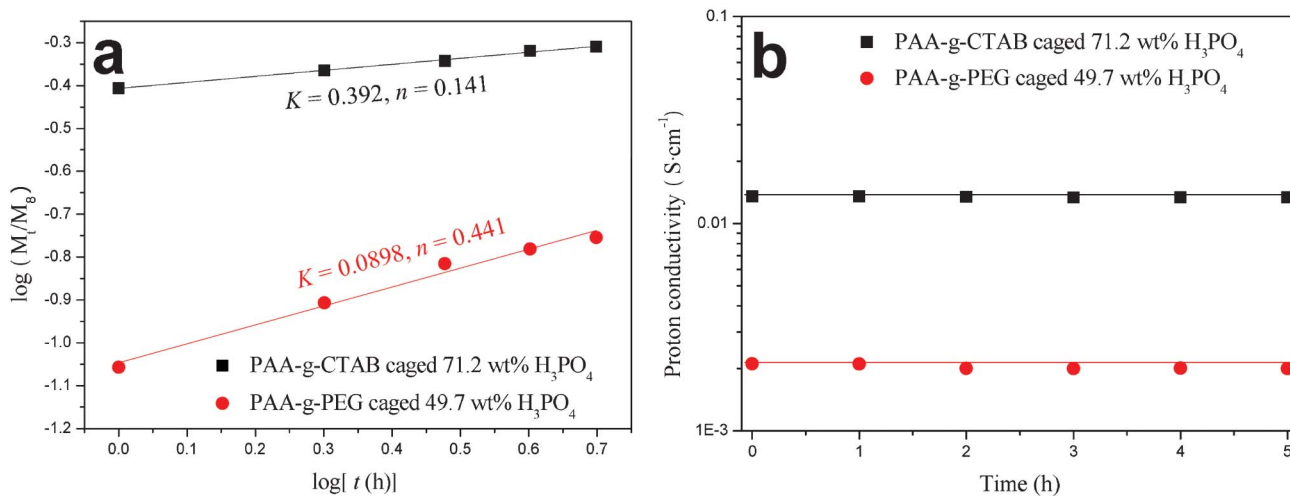 a
-0.3
-0.4
-0.5
-0.6
-0.7
-0.8
-0.9
-1.0
-1.1
-1.2
log ( M_t/M_8 )
K = 0.392, n = 0.141
K = 0.0898, n = 0.441
PAA-g-CTAB caged 71.2 wt% H₃PO₄
PAA-g-PEG caged 49.7 wt% H₃PO₄
0.0 0.1 0.2 0.3 0.4 0.5 0.6 0.7
log[ t (h)]
b
0.1
0.01
1E-3
Proton conductivity ( S·cm⁻¹ )
PAA-g-CTAB caged 71.2 wt% H₃PO₄
PAA-g-PEG caged 49.7 wt% H₃PO₄
0 1 2 3 4 5
Time (h)